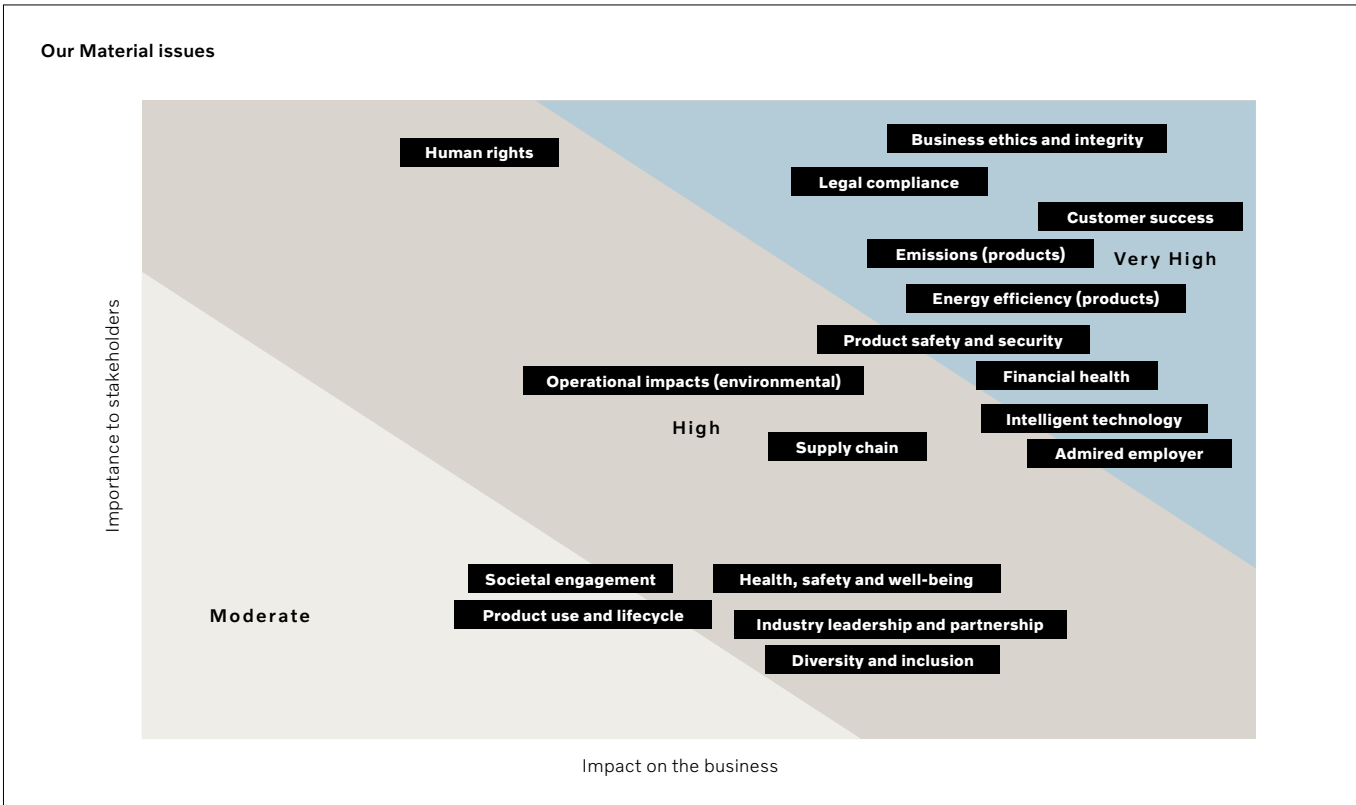 Our Material issues
Human rights
Business ethics and integrity
Legal compliance
Customer success
Emissions (products)
Very High
Energy efficiency (products)
Product safety and security
Operational impacts (environmental)
Financial health
High
Intelligent technology
Supply chain
Admired employer
Importance to stakeholders
Societal engagement
Health, safety and well-being
Moderate
Product use and lifecycle
Industry leadership and partnership
Diversity and inclusion
Impact on the business